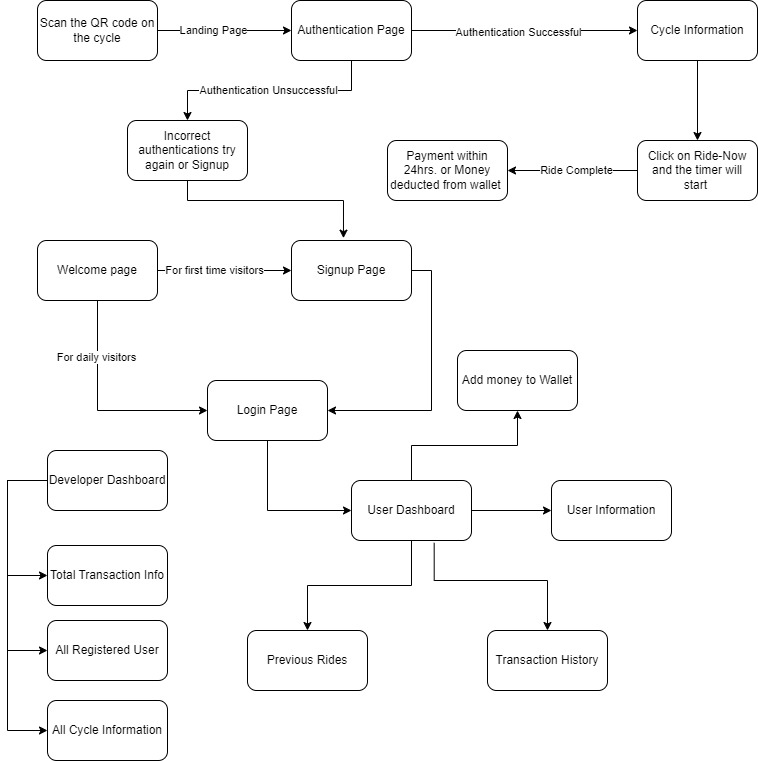 Scan the QR code on
the cycle
Landing Page
Authentication Page
Authentication Successful
Cycle Information
Authentication Unsuccessful
Incorrect
authentications try
again or Signup
Payment within
24hrs. or Money
deducted from wallet
Ride Complete
Click on Ride-Now
and the timer will
start
Welcome page
For first time visitors
Signup Page
For daily visitors
Login Page
Add money to Wallet
Developer Dashboard
User Dashboard
User Information
Total Transaction Info
All Registered User
Previous Rides
Transaction History
All Cycle Information